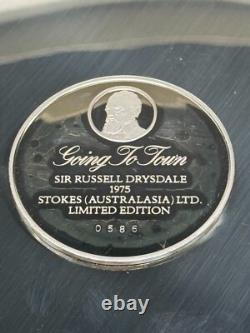 Going To Town
SIR RUSSELL DRYSDALE
1975
STOKES (AUSTRALASIA) LTD.
LIMITED EDITION
0586